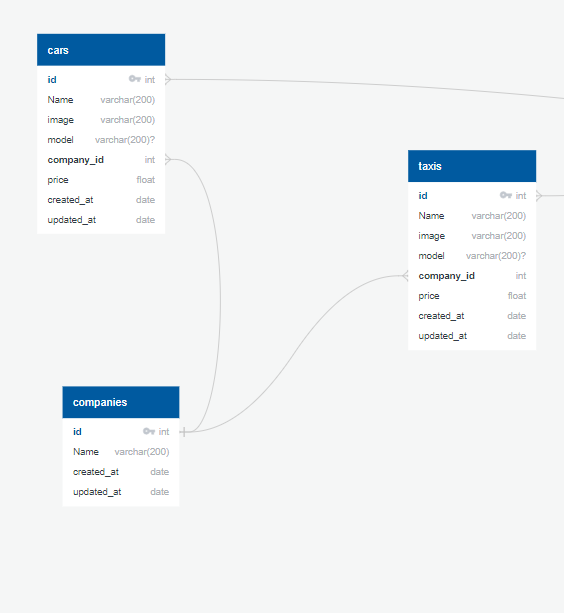 cars
id int
Name varchar(200)
image varchar(200)
model varchar(200)?
company_id int
price float
created_at date
updated_at date
taxis
id int
Name varchar(200)
image varchar(200)
model varchar(200)?
company_id int
price float
created_at date
updated_at date
companies
id int
Name varchar(200)
created_at date
updated_at date